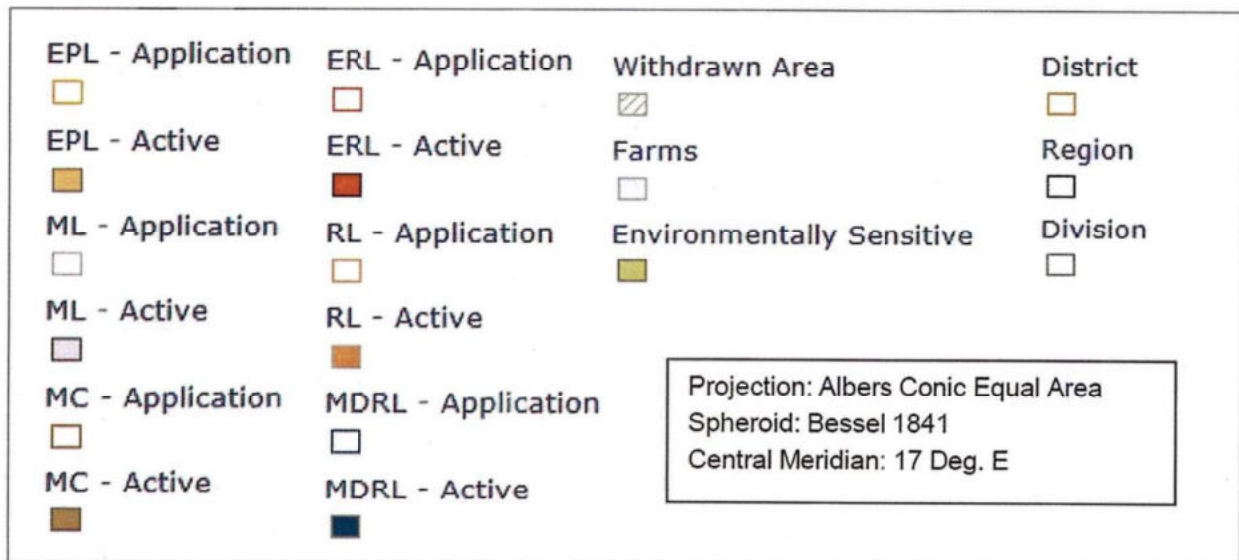 EPL - Application
EPL - Active
ML - Application
ML - Active
MC - Application
MC - Active
ERL - Application
ERL - Active
RL - Application
RL - Active
MDRL - Application
MDRL - Active
Withdrawn Area
Farms
Environmentally Sensitive
District
Region
Division
Projection: Albers Conic Equal Area
Spheroid: Bessel 1841
Central Meridian: 17 Deg. E